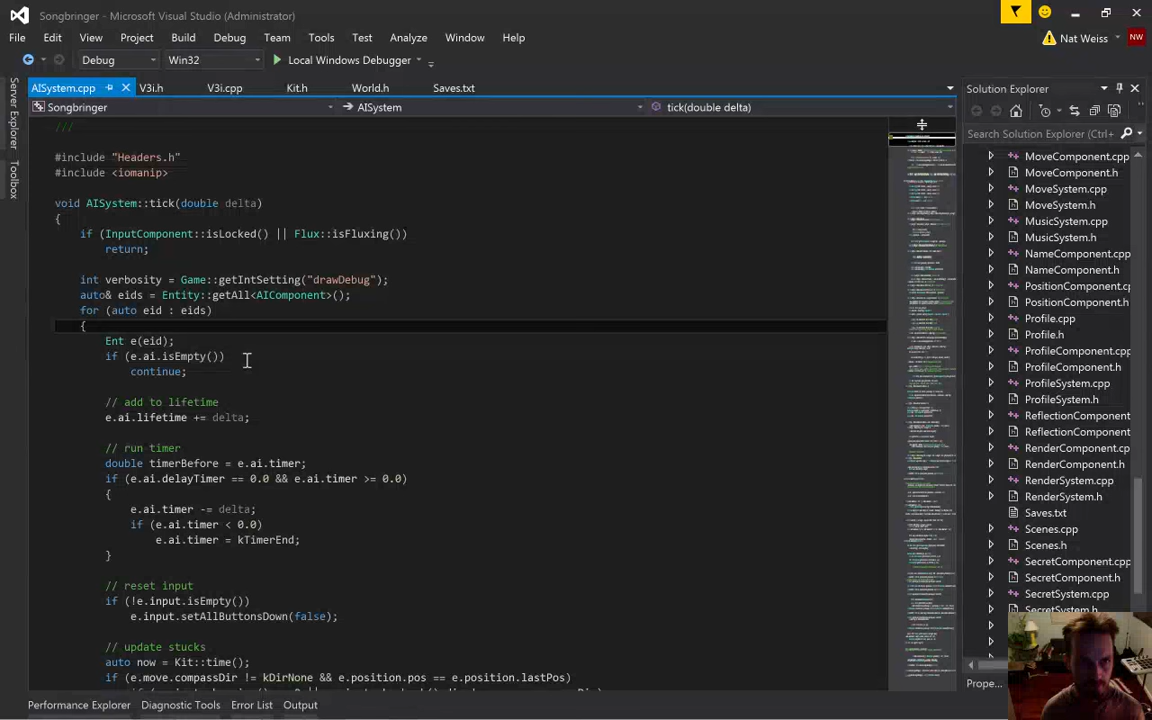 Songbringer - Microsoft Visual Studio (Administrator)
File Edit View Project Build Debug Team Tools Test Analyze Window Help
Nat Weiss NW
Debug Win32 Local Windows Debugger
AISystem.cpp V3i.h V3i.cpp Kit.h World.h Saves.txt
Songbringer AISystem tick(double delta)
Server Explorer
Toolbox
///
#include "Headers.h"
#include <iomanip>
void AISystem::tick(double delta)
{
if (InputComponent::isLocked() || Flux::isFluxing())
return;
int verbosity = Game::getIntSetting("drawDebug");
auto& eids = Entity::getAll<AIComponent>();
for (auto eid : eids)
{
Ent e(eid);
if (e.ai.isEmpty())
continue;
// add to lifetime
e.ai.lifetime += delta;
// run timer
double timerBefore = e.ai.timer;
if (e.ai.delayTimer == 0.0 && e.ai.timer >= 0.0)
{
e.ai.timer -= delta;
if (e.ai.timer < 0.0)
e.ai.timer = kTimerEnd;
}
// reset input
if (!e.input.isEmpty())
e.input.setAllButtonsDown(false);
// update stucks
auto now = Kit::time();
if (e.move.compassDir != kDirNone && e.position.pos == e.position.lastPos)
Solution Explorer
Search Solution Explorer (Ctrl+
MoveComponent.cpp
MoveComponent.h
MoveSystem.cpp
MoveSystem.h
MusicSystem.cpp
MusicSystem.h
NameComponent.cpp
NameComponent.h
PositionComponent.cpp
PositionComponent.h
Profile.cpp
Profile.h
ProfileComponent.cpp
ProfileComponent.h
ProfileSystem.cpp
ProfileSystem.h
ReflectionComponent
ReflectionComponent
RenderComponent.cpp
RenderComponent.h
RenderSystem.cpp
RenderSystem.h
Saves.txt
Scenes.cpp
Scenes.h
SecretComponent.cpp
SecretComponent.h
SecretSystem.cpp
SecretSystem.h
Prope...
Performance Explorer Diagnostic Tools Error List Output